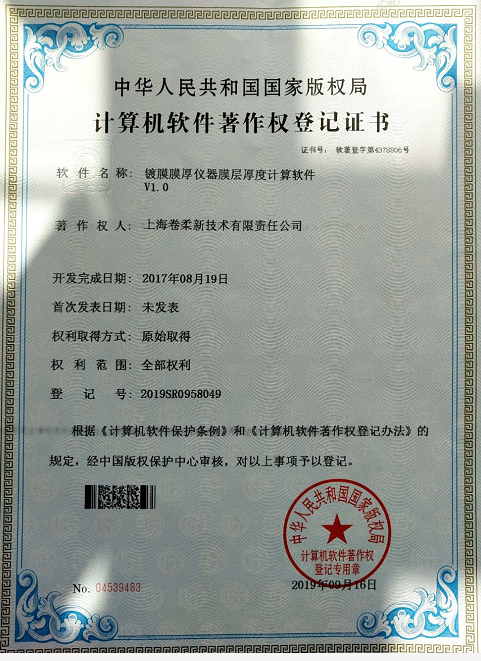 中华人民共和国国家版权局
计算机软件著作权登记证书
证书号: 软著登字第4378806号
软件名称: 镀膜膜厚仪器膜层厚度计算软件
V1.0
著作权人: 上海卷柔新技术有限责任公司
开发完成日期: 2017年08月19日
首次发表日期: 未发表
权利取得方式: 原始取得
权利范围: 全部权利
登记号: 2019SR0958049
根据《计算机软件保护条例》和《计算机软件著作权登记办法》的
规定,经中国版权保护中心审核,对以上事项予以登记。
中华人民共和国国家版权局
计算机软件著作权
登记专用章
No. 04539483
2019年09月16日